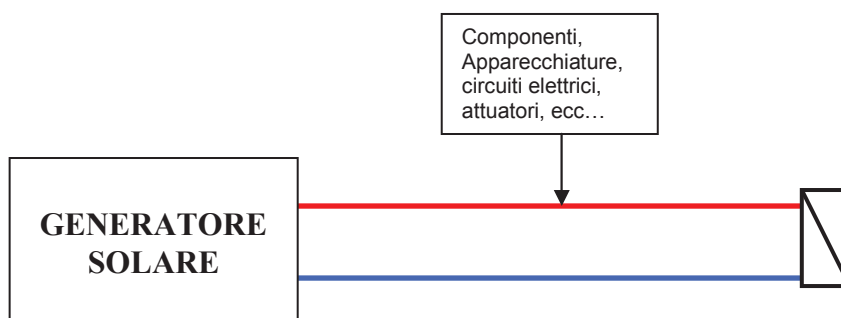 Componenti,
Apparecchiature,
circuiti elettrici,
attuatori, ecc…
GENERATORE
SOLARE